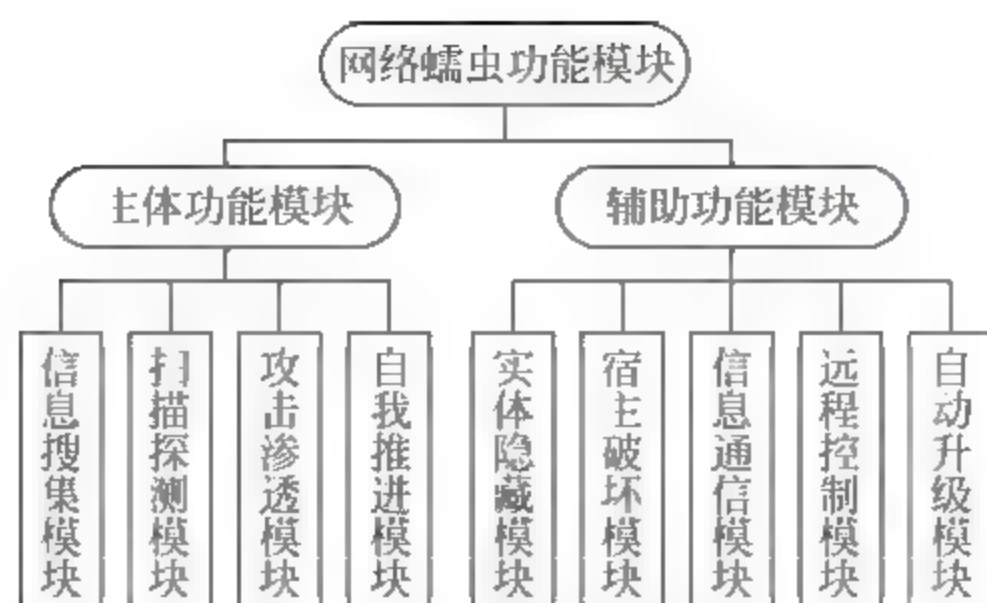 网络蠕虫功能模块
主体功能模块
辅助功能模块
信息搜集模块
扫描探测模块
攻击渗透模块
自我推进模块
实体隐藏模块
宿主破坏模块
信息通信模块
远程控制模块
自动升级模块